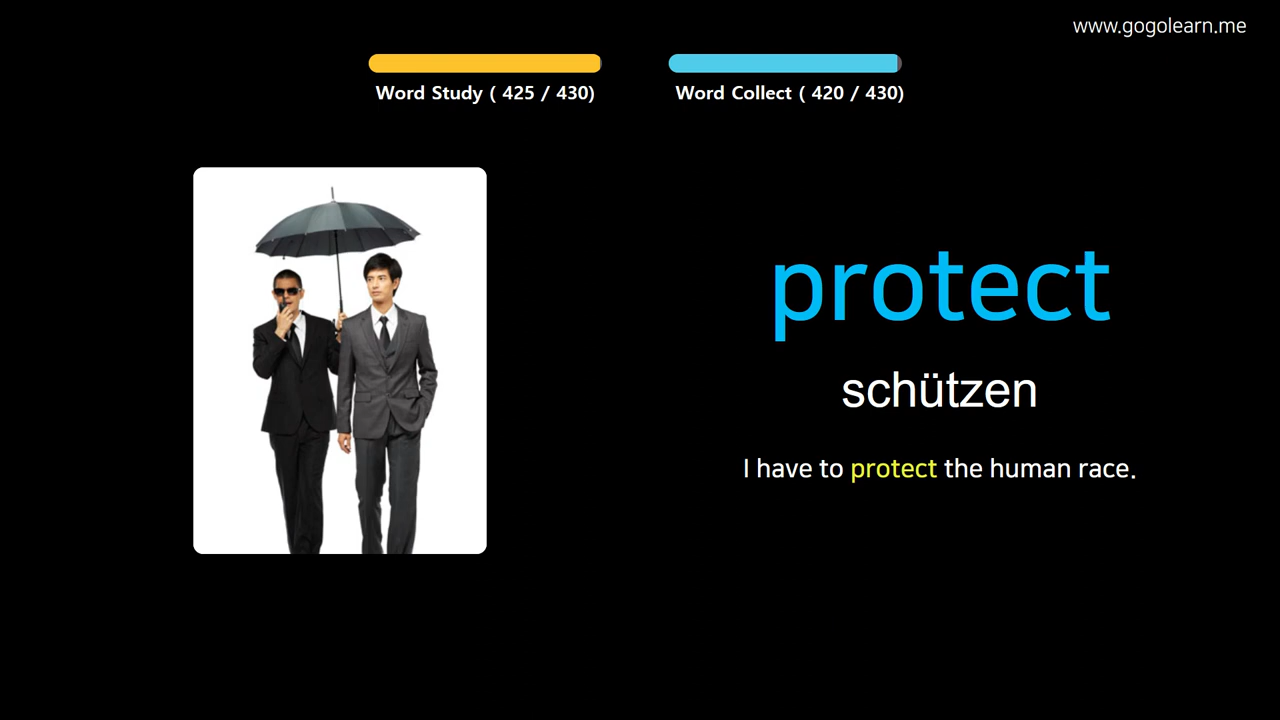 www.gogolearn.me
Word Study ( 425 / 430)
Word Collect ( 420 / 430)
protect
schützen
I have to protect the human race.